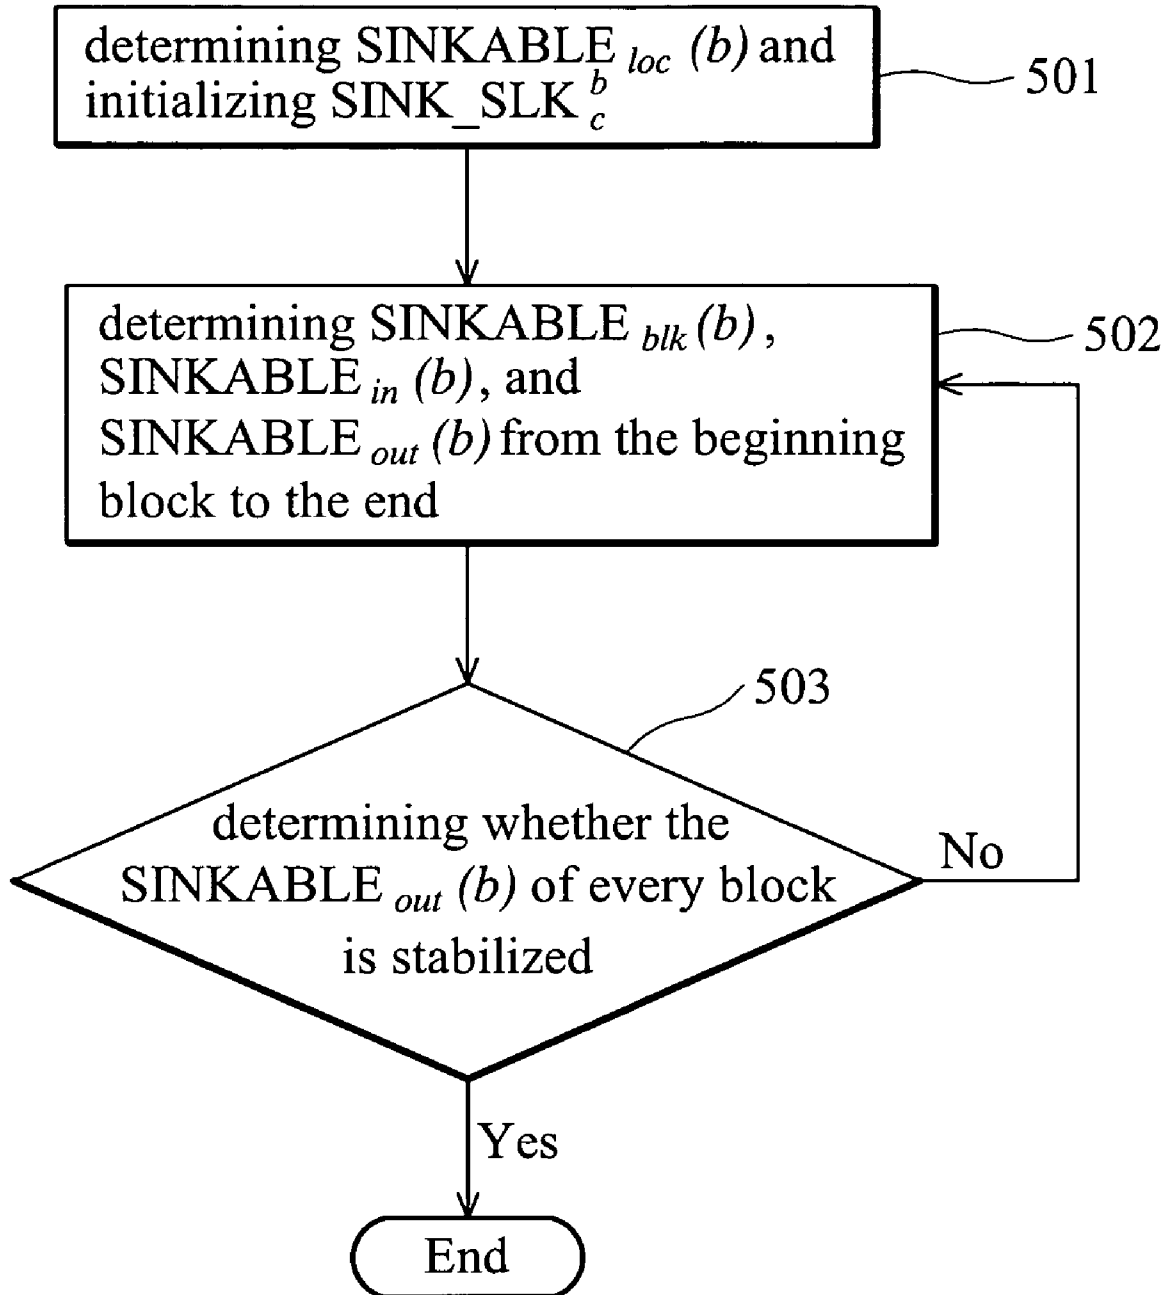 determining SINKABLE loc (b) and
initializing SINK_SLK b c
501
determining SINKABLE blk (b),
SINKABLE in (b), and
SINKABLE out (b) from the beginning
block to the end
502
503
determining whether the
SINKABLE out (b) of every block
is stabilized
No
Yes
End